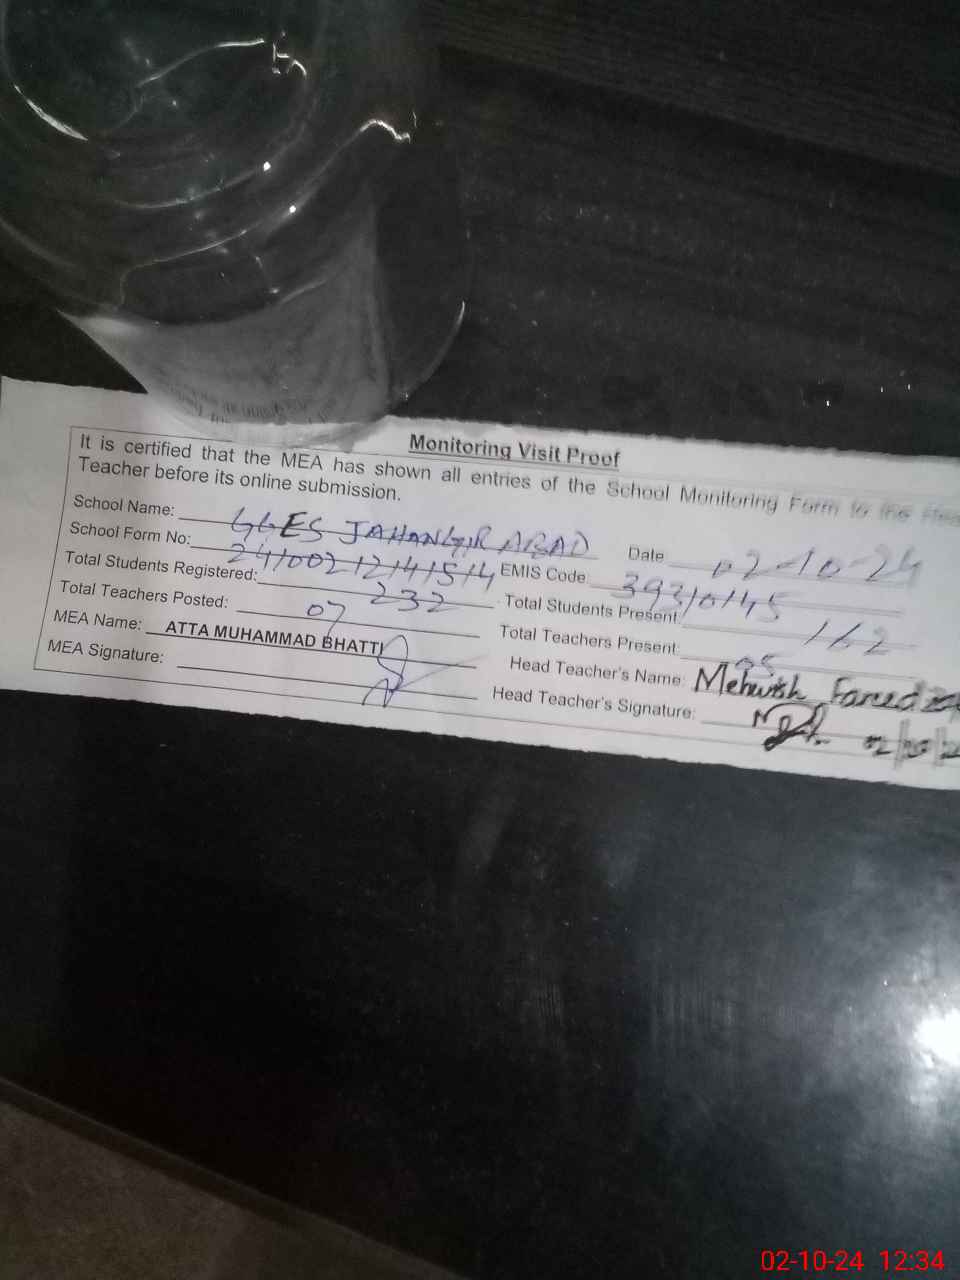 Monitoring Visit Proof
It is certified that the MEA has shown all entries of the School Monitoring Form to the Head
Teacher before its online submission.
School Name: GGES JAHANGIR ABAD Date 02-10-24
School Form No: EMIS Code: 39310145
Total Students Registered: 232 Total Students Present: 162
Total Teachers Posted: 07 Total Teachers Present: 05
MEA Name: ATTA MUHAMMAD BHATTI Head Teacher's Name: Mehwish Fareed
MEA Signature: Head Teacher's Signature:
02-10-24 12:34